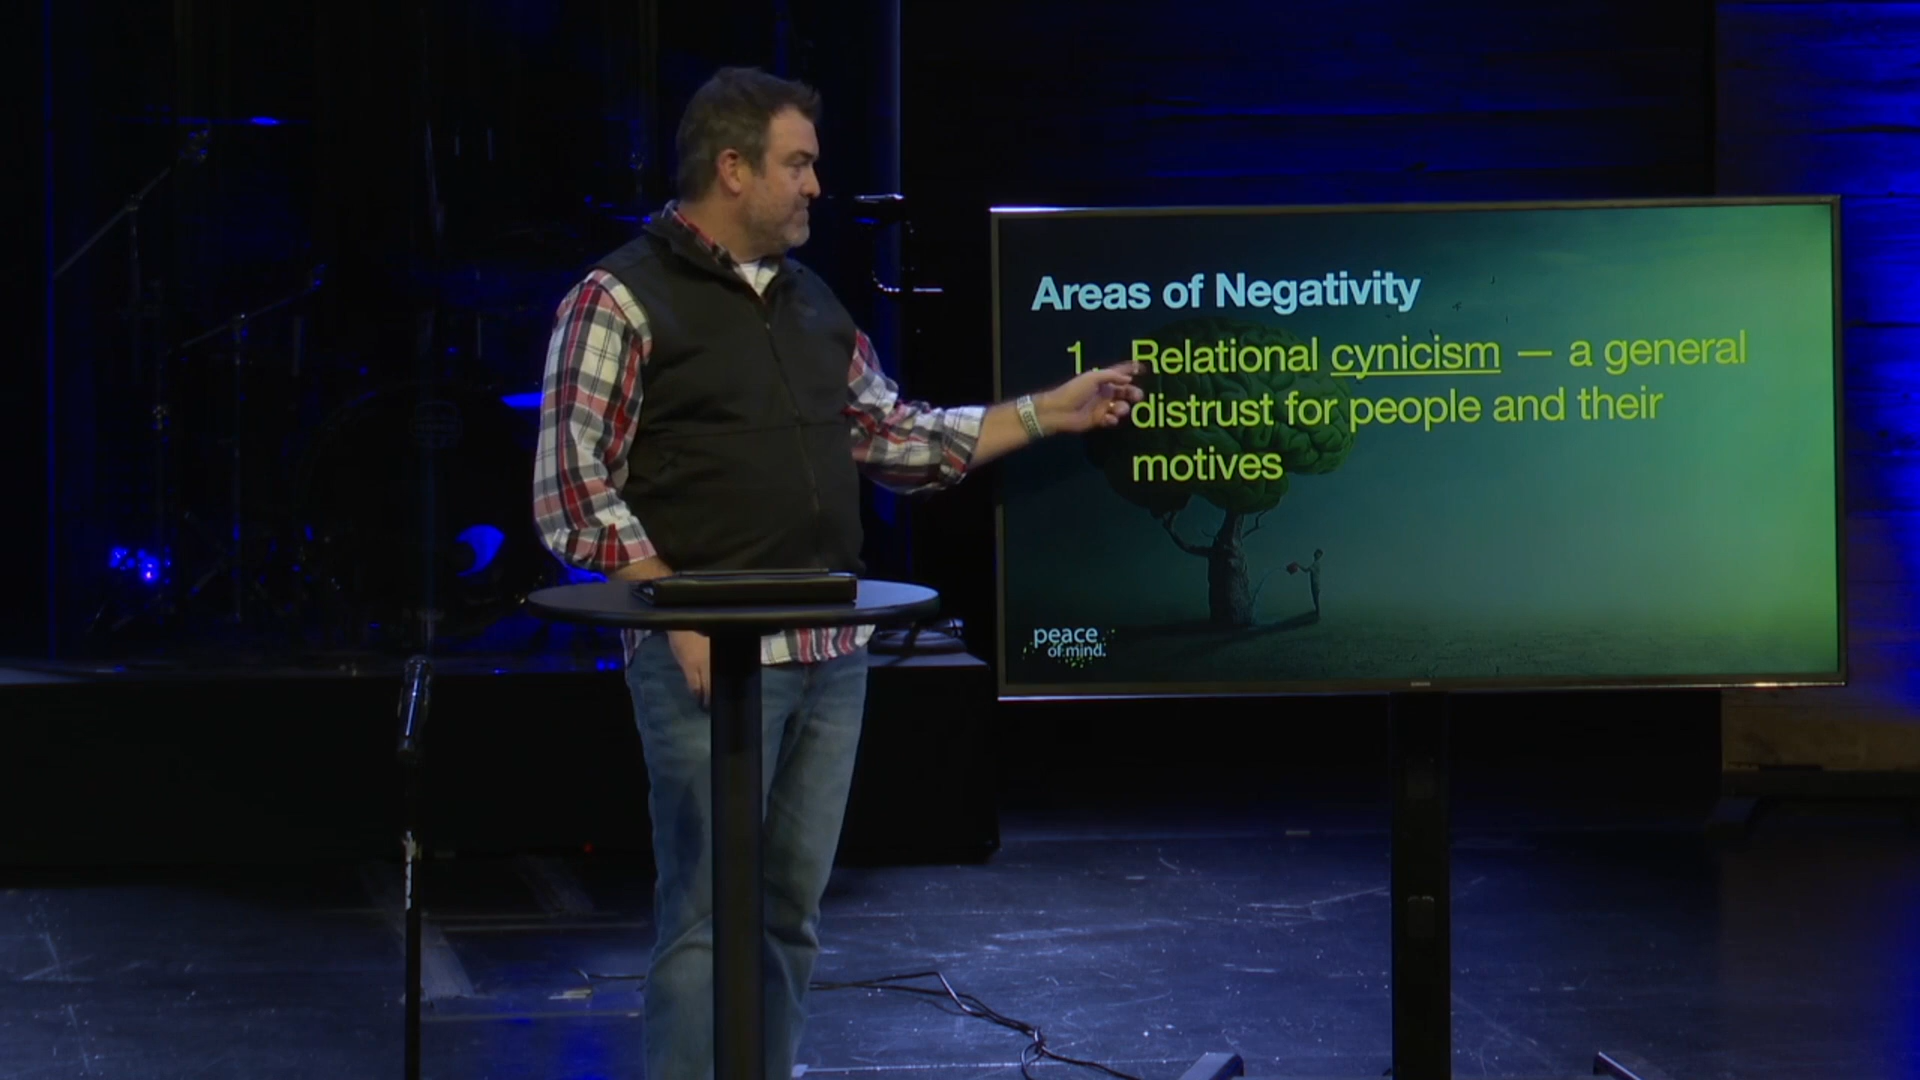 Areas of Negativity
1. Relational cynicism — a general
distrust for people and their
motives
peace
of mind.